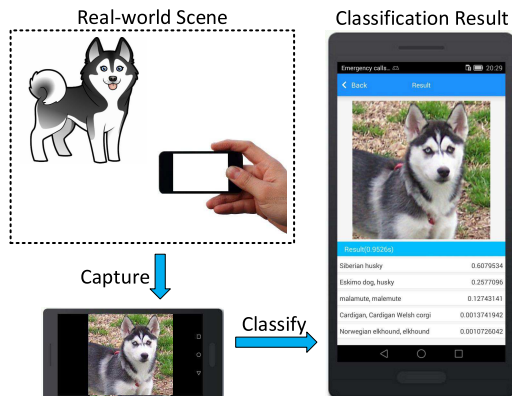 Real-world Scene
Classification Result
Emergency calls...
20:29
Back
Result
Result(0.9526s)
Siberian husky 0.6079534
Eskimo dog, husky 0.2577096
malamute, malemute 0.12743141
Cardigan, Cardigan Welsh corgi 0.0013741942
Norwegian elkhound, elkhound 0.0010726042
Capture
Classify